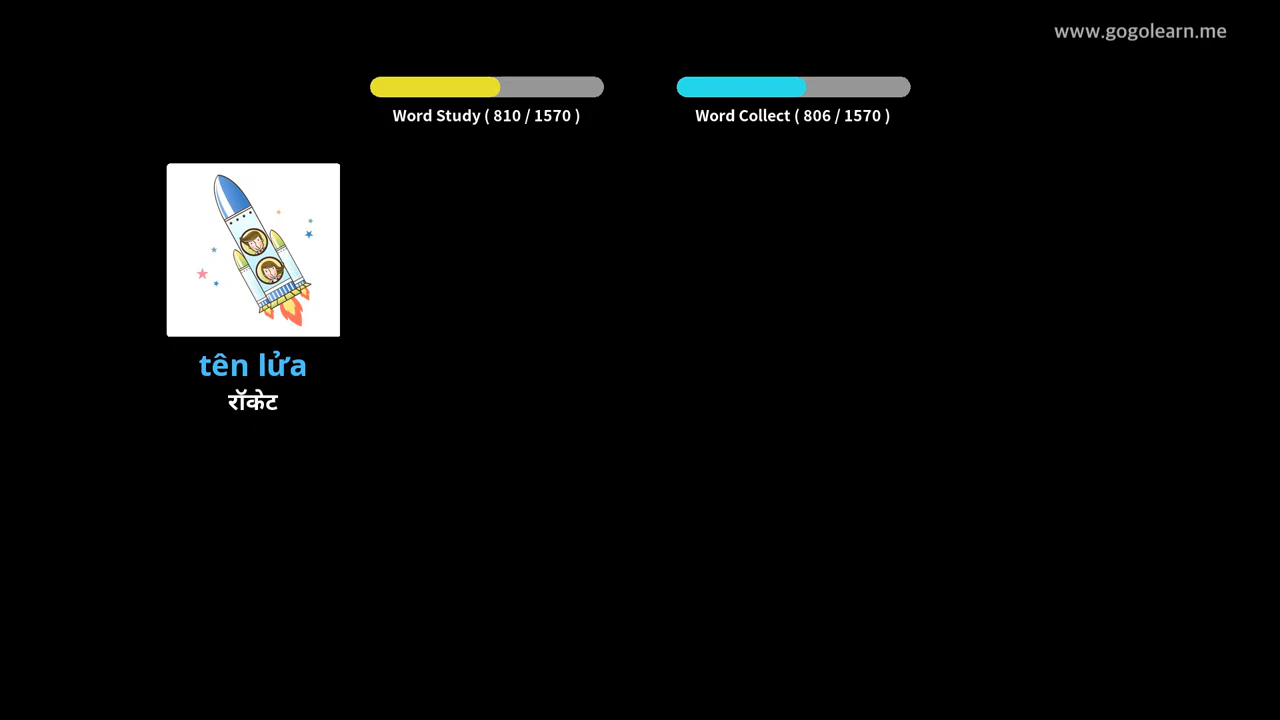 www.gogolearn.me
Word Study ( 810 / 1570 )
Word Collect ( 806 / 1570 )
tên lửa
रॉकेट